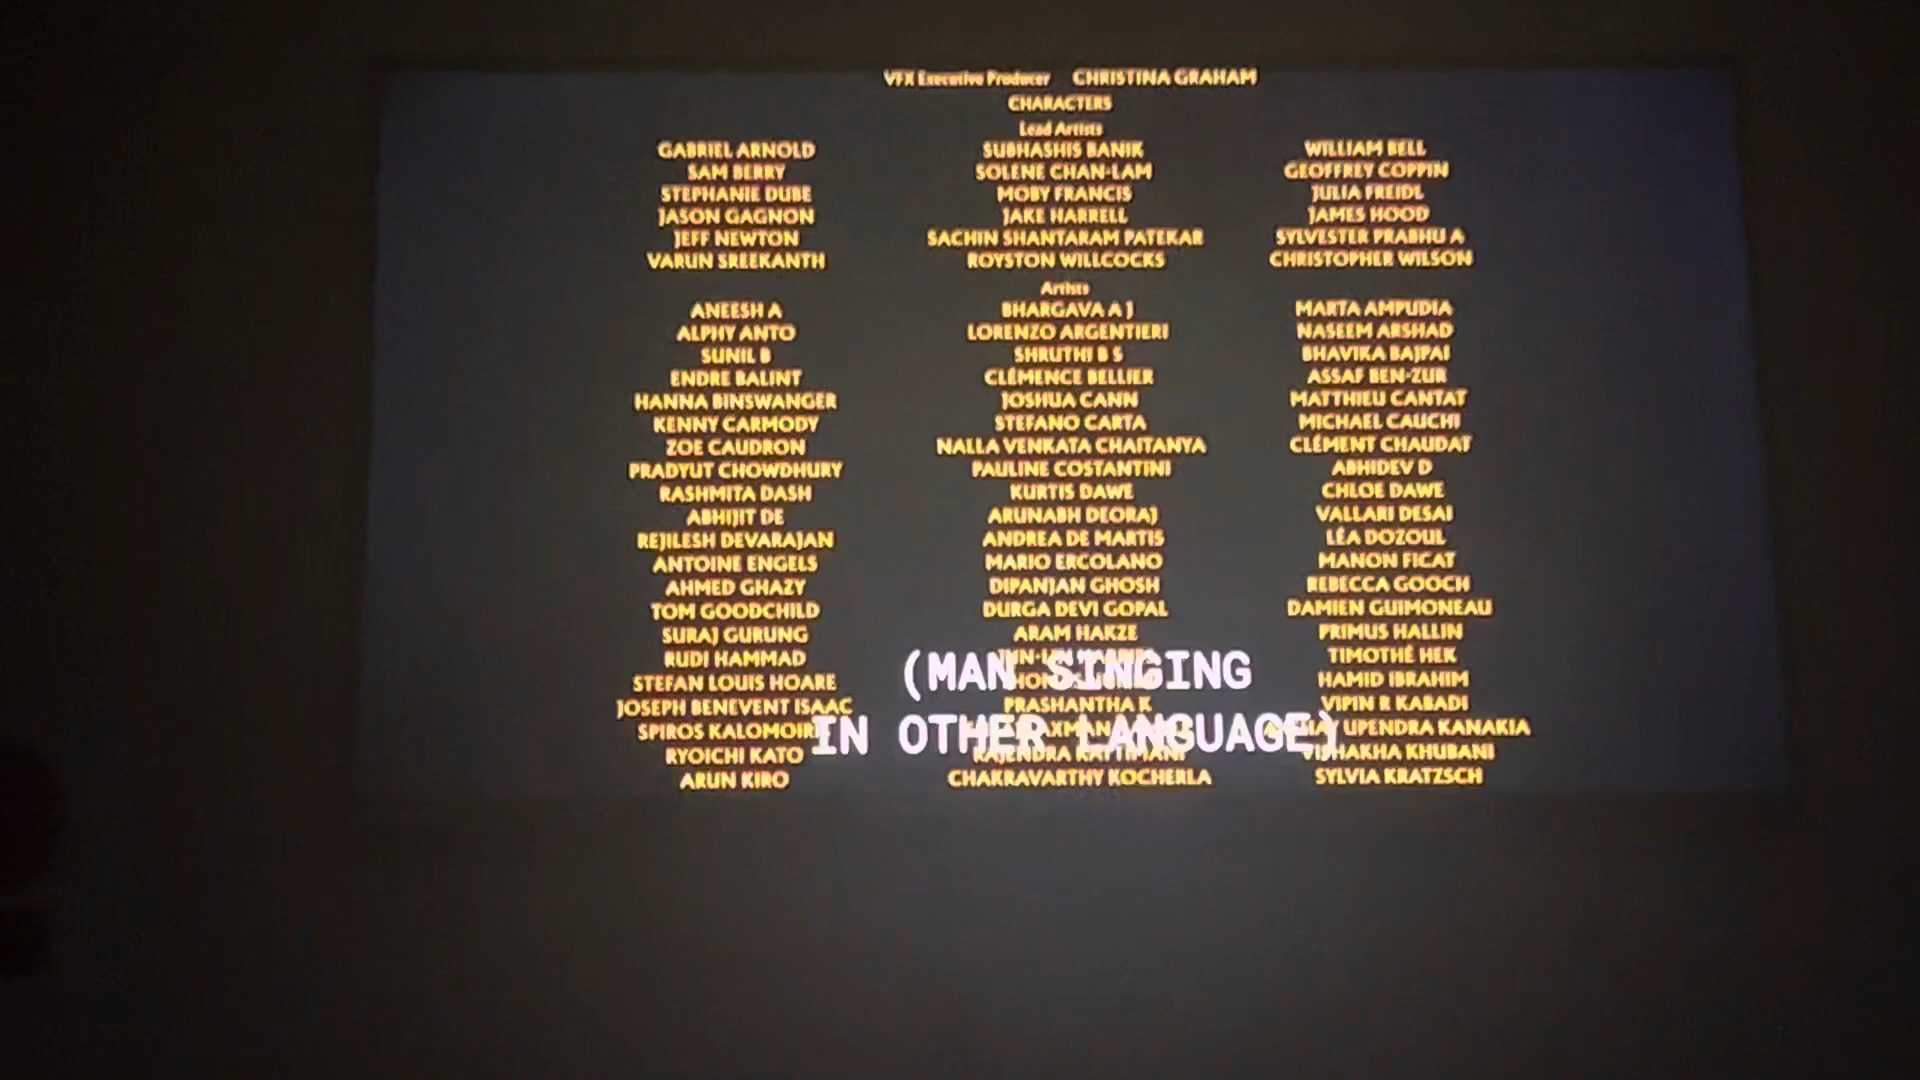 VFX Executive Producer CHRISTINA GRAHAM
CHARACTERS
Lead Artists
GABRIEL ARNOLD SUBHASHIS BANIK WILLIAM BELL
SAM BERRY SOLENE CHAN-LAM GEOFFREY COPPIN
STEPHANIE DUBE MOBY FRANCIS JULIA FREIDL
JASON GAGNON JAKE HARRELL JAMES HOOD
JEFF NEWTON SACHIN SHANTARAM PATEKAR SYLVESTER PRABHU A
VARUN SREEKANTH ROYSTON WILLCOCKS CHRISTOPHER WILSON
Artists
ANEESH A BHARGAVA A J MARTA AMPUDIA
ALPHY ANTO LORENZO ARGENTIERI NASEEM ARSHAD
SUNIL B SHRUTHI B S BHAVIKA BAJPAI
ENDRE BALINT CLÉMENCE BELLIER ASSAF BEN-ZUR
HANNA BINSWANGER JOSHUA CANN MATTHIEU CANTAT
KENNY CARMODY STEFANO CARTA MICHAEL CAUCHI
ZOE CAUDRON NALLA VENKATA CHAITANYA CLÉMENT CHAUDAT
PRADYUT CHOWDHURY PAULINE COSTANTINI ABHIDEV D
RASHMITA DASH KURTIS DAWE CHLOE DAWE
ABHIJIT DE ARUNABH DEORAJ VALLARI DESAI
REJILESH DEVARAJAN ANDREA DE MARTIS LÉA DOZOUL
ANTOINE ENGELS MARIO ERCOLANO MANON FICAT
AHMED GHAZY DIPANJAN GHOSH REBECCA GOOCH
TOM GOODCHILD DURGA DEVI GOPAL DAMIEN GUIMONEAU
SURAJ GURUNG ARAM HAKZE PRIMUS HALLIN
RUDI HAMMAD TIMOTHÉ HEK
STEFAN LOUIS HOARE HAMID IBRAHIM
JOSEPH BENEVENT ISAAC PRASHANTHA K VIPIN R KABADI
SPIROS UPENDRA KANAKIA
RYOICHI KATO RAJENDRA KATTIMANI VISHAKHA KHUBANI
ARUN KIRO CHAKRAVARTHY KOCHERLA SYLVIA KRATZSCH
(MAN SINGING
IN OTHER LANGUAGE)